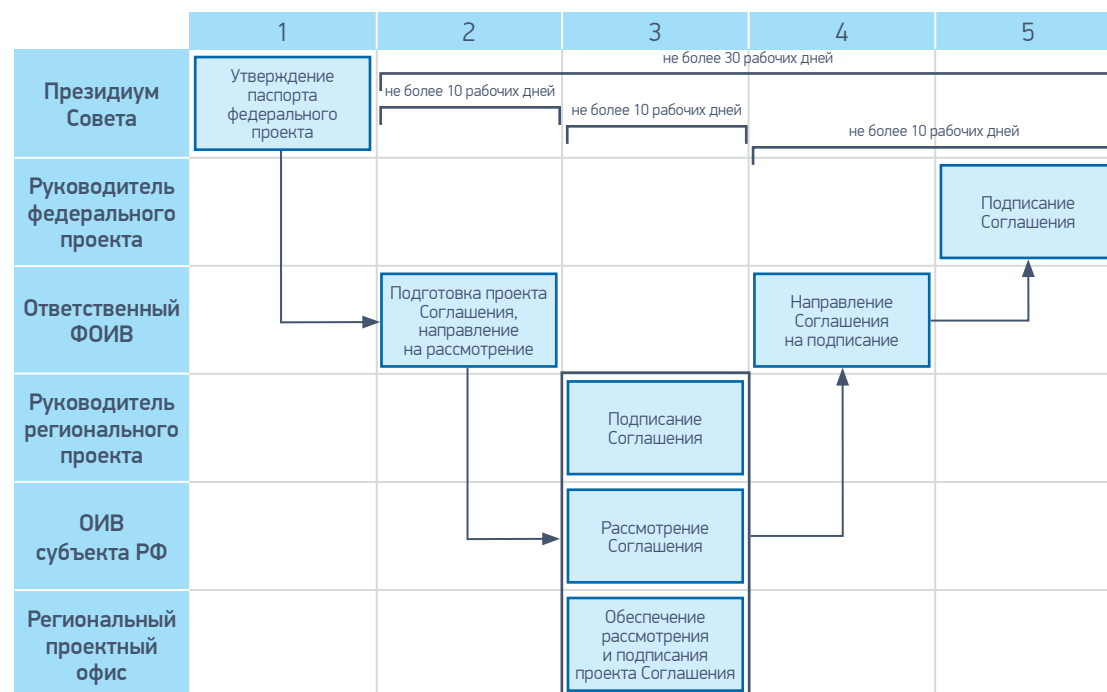 1
2
3
4
5
Президиум
Совета
Утверждение
паспорта
федерального
проекта
не более 30 рабочих дней
не более 10 рабочих дней
не более 10 рабочих дней
не более 10 рабочих дней
Руководитель
федерального
проекта
Подписание
Соглашения
Ответственный
ФОИВ
Подготовка проекта
Соглашения,
направление
на рассмотрение
Направление
Соглашения
на подписание
Руководитель
регионального
проекта
Подписание
Соглашения
ОИВ
субъекта РФ
Рассмотрение
Соглашения
Региональный
проектный
офис
Обеспечение
рассмотрения
и подписания
проекта Соглашения